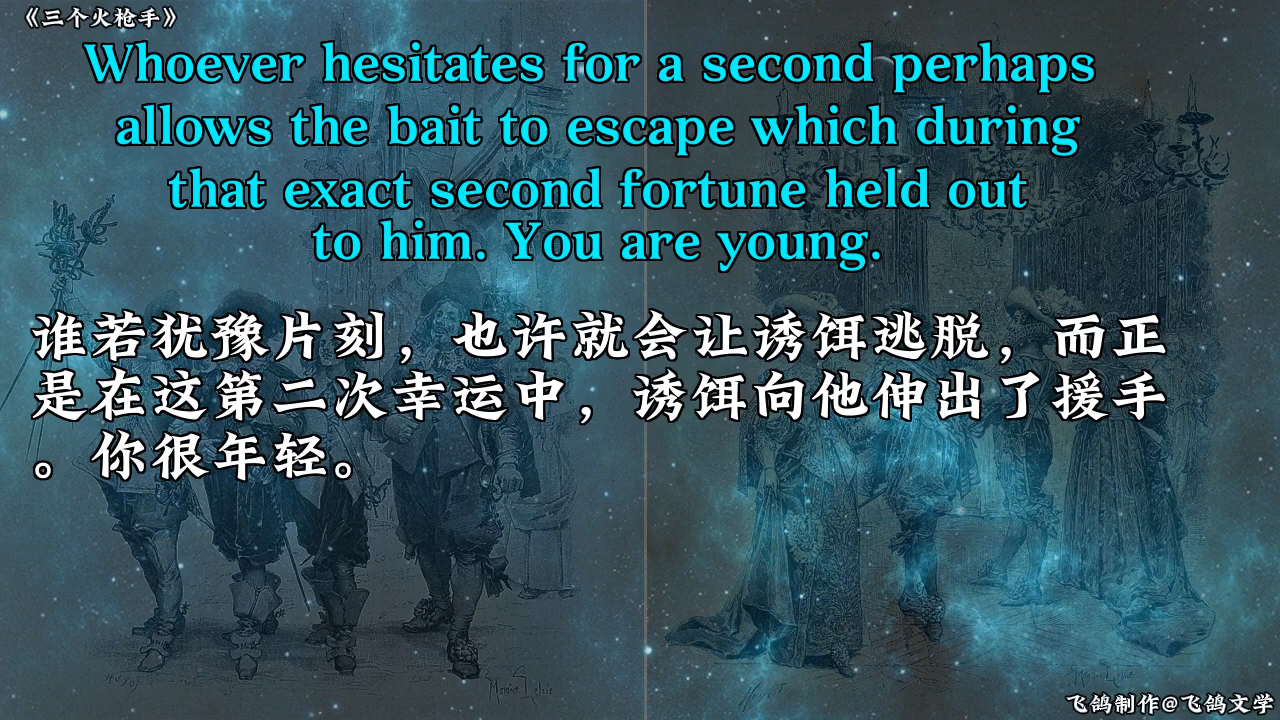 《三个火枪手》
Whoever hesitates for a second perhaps
allows the bait to escape which during
that exact second fortune held out
to him. You are young.
谁若犹豫片刻，也许就会让诱饵逃脱，而正
是在这第二次幸运中，诱饵向他伸出了援手
。你很年轻。
飞鸽制作@飞鸽文学